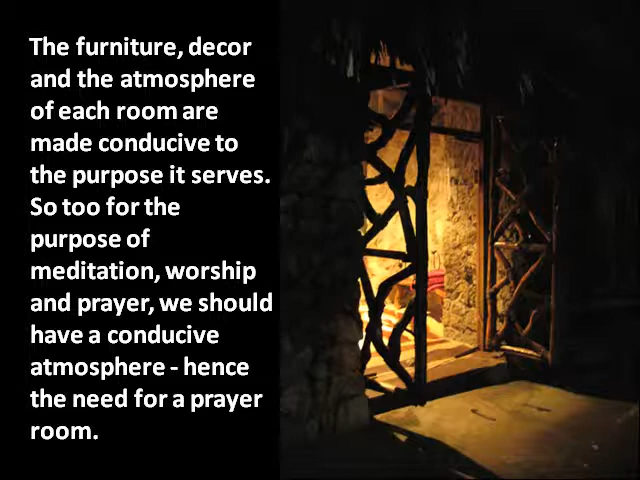 The furniture, decor
and the atmosphere
of each room are
made conducive to
the purpose it serves.
So too for the
purpose of
meditation, worship
and prayer, we should
have a conducive
atmosphere - hence
the need for a prayer
room.